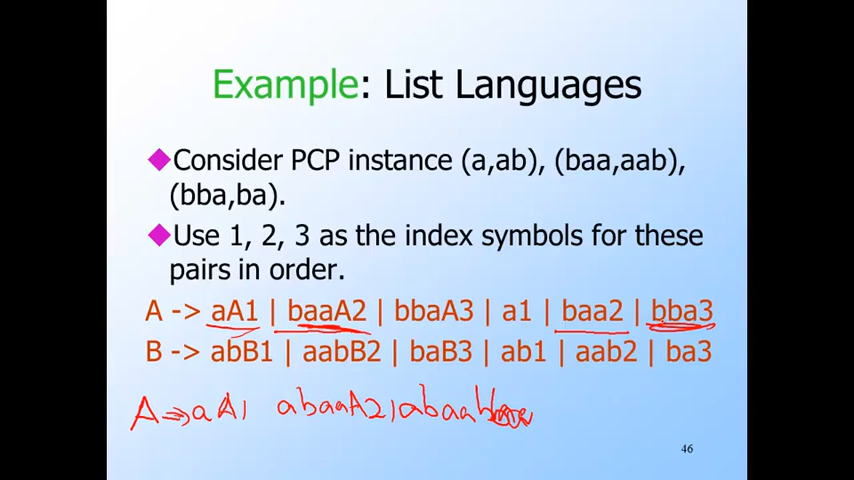 Example: List Languages
Consider PCP instance (a,ab), (baa,aab),
(bba,ba).
Use 1, 2, 3 as the index symbols for these
pairs in order.
A -> aA1 | baaA2 | bbaA3 | a1 | baa2 | bba3
B -> abB1 | aabB2 | baB3 | ab1 | aab2 | ba3
A => aA1 abaaA21 abaab
46